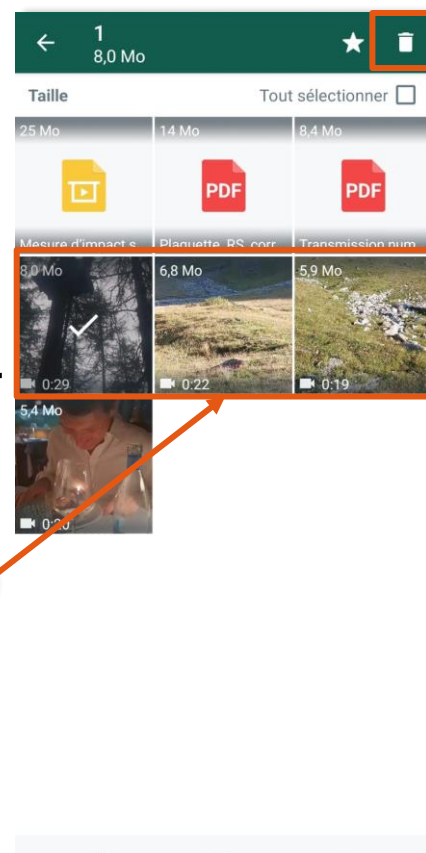 1
8,0 Mo
Taille Tout sélectionner
25 Mo 14 Mo 8,4 Mo
PDF PDF
Mesure d'impact s Plaquette_RS_corr Transmission num
8,0 Mo 6,8 Mo 5,9 Mo
0:29 0:22 0:19
5,4 Mo
0:20